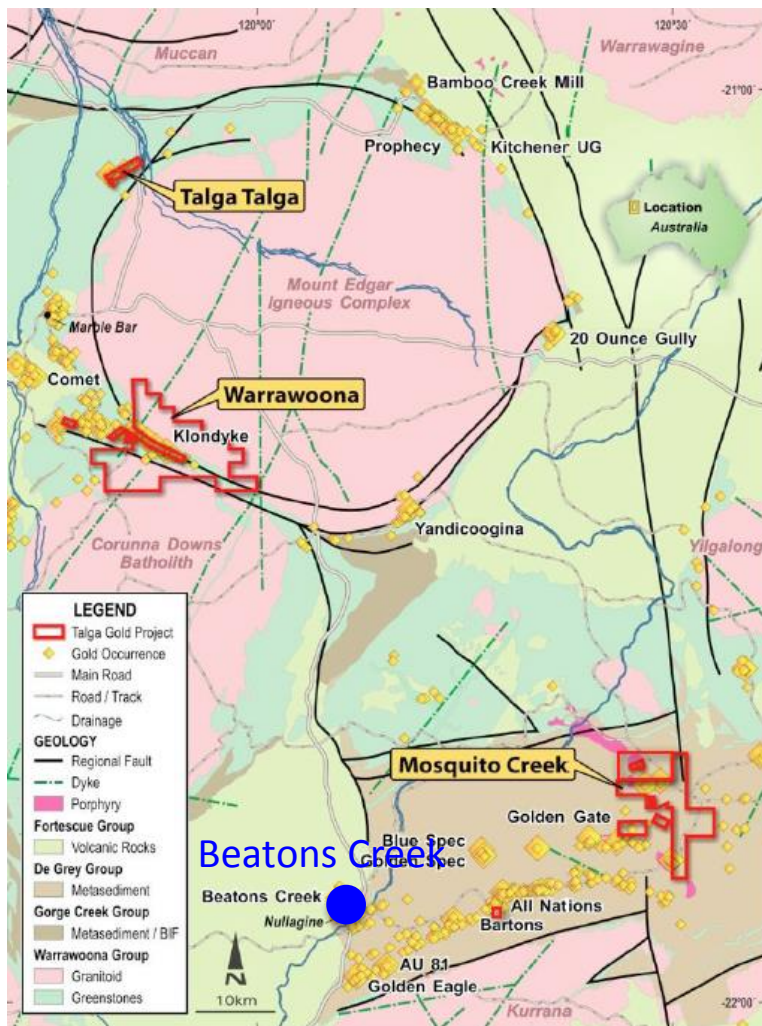 120°00'
120°30'
Muccan
Warrawagine
Bamboo Creek Mill
-21°00'
Prophecy
Kitchener UG
Talga Talga
Location
Australia
Mount Edgar
Igneous Complex
Marble Bar
20 Ounce Gully
Comet
Warrawoona
Klondyke
Yandicoogina
Corunna Downs
Batholith
Yilgalong
LEGEND
Talga Gold Project
Gold Occurrence
Main Road
Road / Track
Drainage
GEOLOGY
Regional Fault
Dyke
Porphyry
Fortescue Group
Volcanic Rocks
De Grey Group
Metasediment
Gorge Creek Group
Metasediment / BIF
Warrawoona Group
Granitoid
Greenstones
Mosquito Creek
Golden Gate
Blue Spec
Golden Spec
Beatons Creek
Beatons Creek
Nullagine
All Nations
Bartons
AU 81
Golden Eagle
N
10km
Kurrana
-22°00'